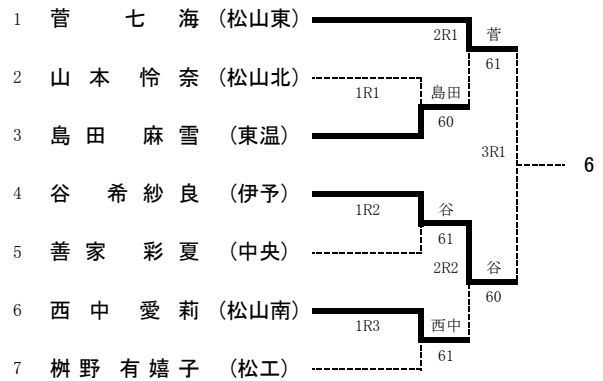 1 菅 七 海 (松山東)
2R1 菅
61
2 山 本 怜 奈 (松山北)
1R1 島田
60
3 島 田 麻 雪 (東温)
3R1
6
4 谷 希 紗 良 (伊予)
1R2 谷
61
5 善 家 彩 夏 (中央)
2R2 谷
60
6 西 中 愛 莉 (松山南)
1R3 西中
61
7 桝 野 有 嬉 子 (松工)